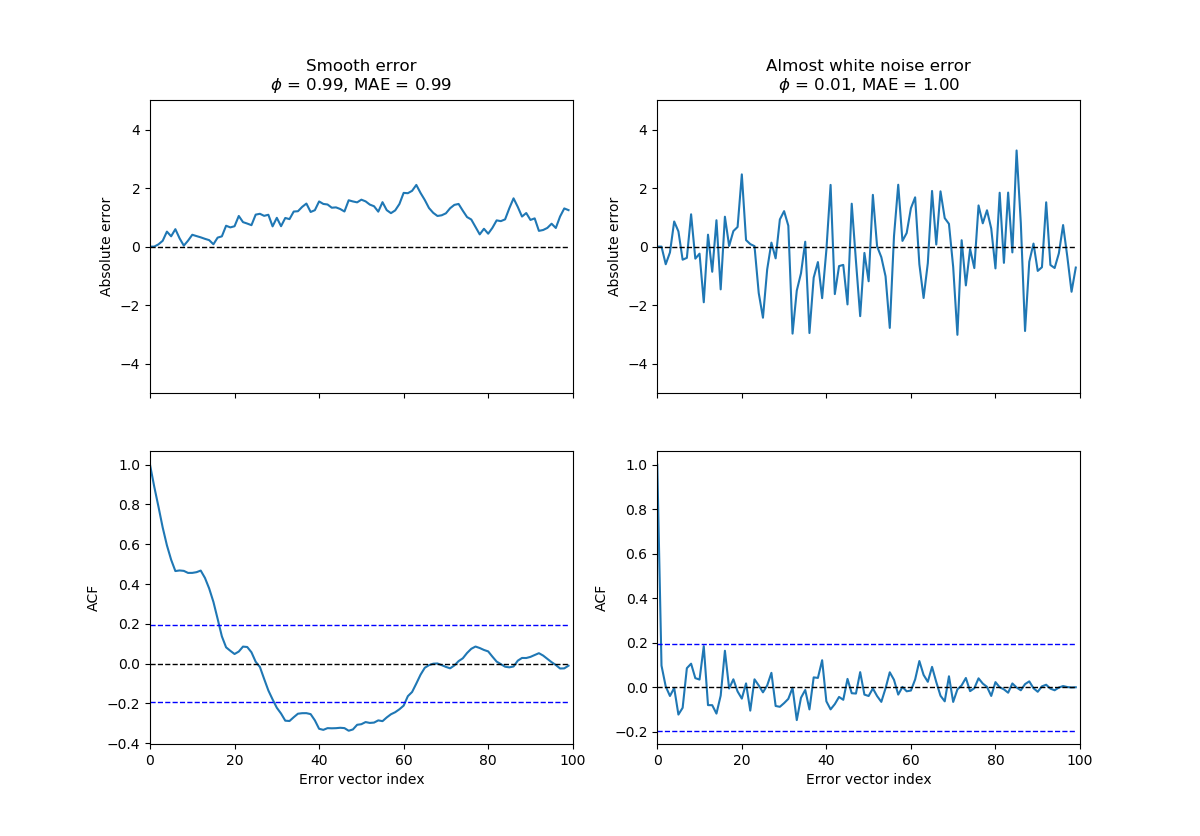 Smooth error
ϕ = 0.99, MAE = 0.99
Almost white noise error
ϕ = 0.01, MAE = 1.00
Absolute error
4
2
0
−2
−4
Absolute error
4
2
0
−2
−4
ACF
1.0
0.8
0.6
0.4
0.2
0.0
−0.2
−0.4
0 20 40 60 80 100
Error vector index
ACF
1.0
0.8
0.6
0.4
0.2
0.0
−0.2
0 20 40 60 80 100
Error vector index